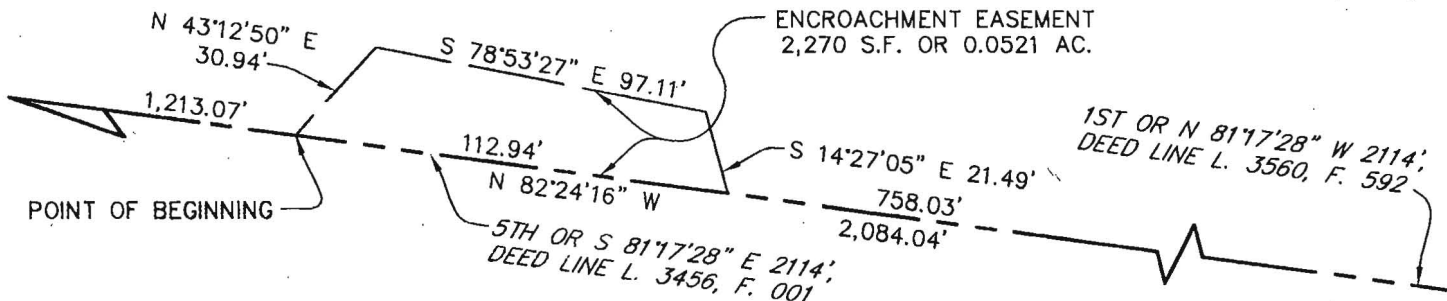 N 43°12'50" E
30.94'
S 78°53'27" E 97.11'
ENCROACHMENT EASEMENT
2,270 S.F. OR 0.0521 AC.
1,213.07'
112.94'
N 82°24'16" W
S 14°27'05" E 21.49'
1ST OR N 81°17'28" W 2114',
DEED LINE L. 3560, F. 592
POINT OF BEGINNING
758.03'
2,084.04'
5TH OR S 81°17'28" E 2114',
DEED LINE L. 3456, F. 001